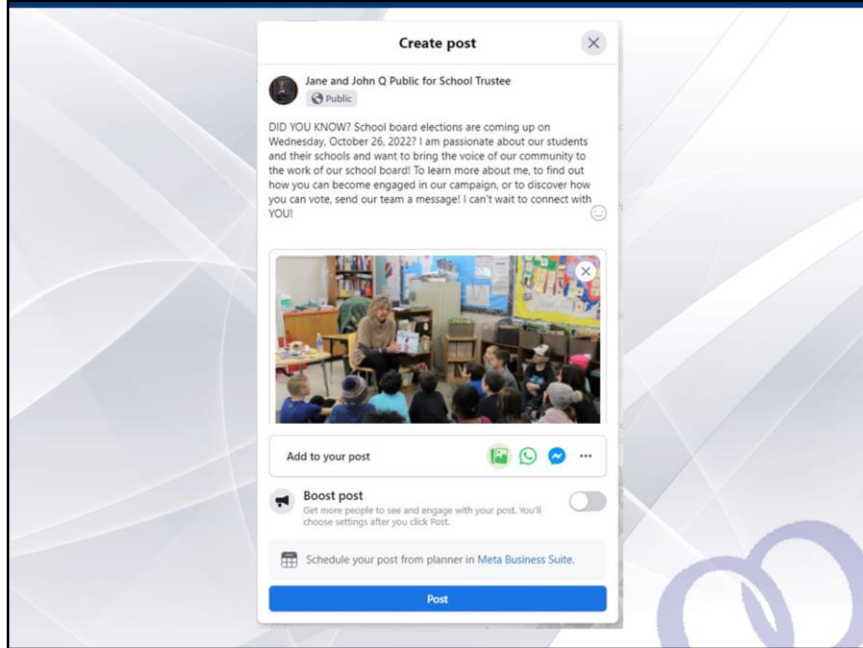 Create post
Jane and John Q Public for School Trustee
Public
DID YOU KNOW? School board elections are coming up on
Wednesday, October 26, 2022? I am passionate about our students
and their schools and want to bring the voice of our community to
the work of our school board! To learn more about me, to find out
how you can become engaged in our campaign, or to discover how
you can vote, send our team a message! I can't wait to connect with
YOU!
Add to your post
Boost post
Get more people to see and engage with your post. You'll
choose settings after you click Post.
Schedule your post from planner in Meta Business Suite.
Post